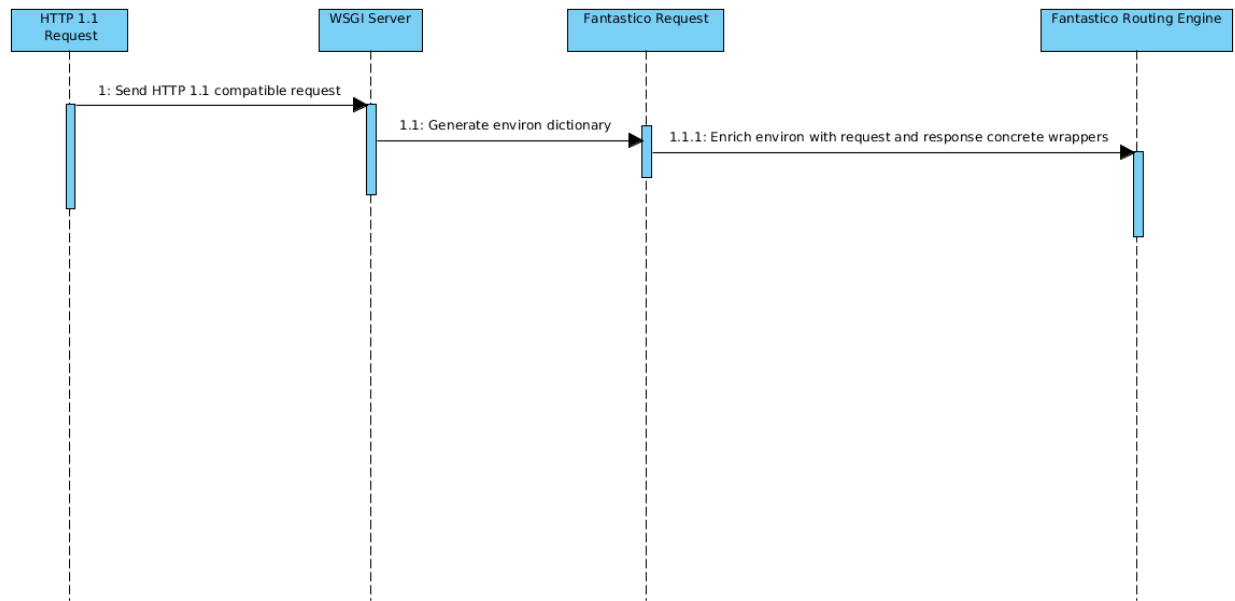 HTTP 1.1
Request
WSGI Server
Fantastico Request
Fantastico Routing Engine
1: Send HTTP 1.1 compatible request
1.1: Generate environ dictionary
1.1.1: Enrich environ with request and response concrete wrappers